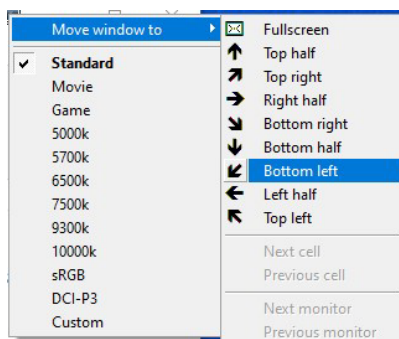 Move window to
Standard
Movie
Game
5000k
5700k
6500k
7500k
9300k
10000k
sRGB
DCI-P3
Custom
Fullscreen
Top half
Top right
Right half
Bottom right
Bottom half
Bottom left
Left half
Top left
Next cell
Previous cell
Next monitor
Previous monitor